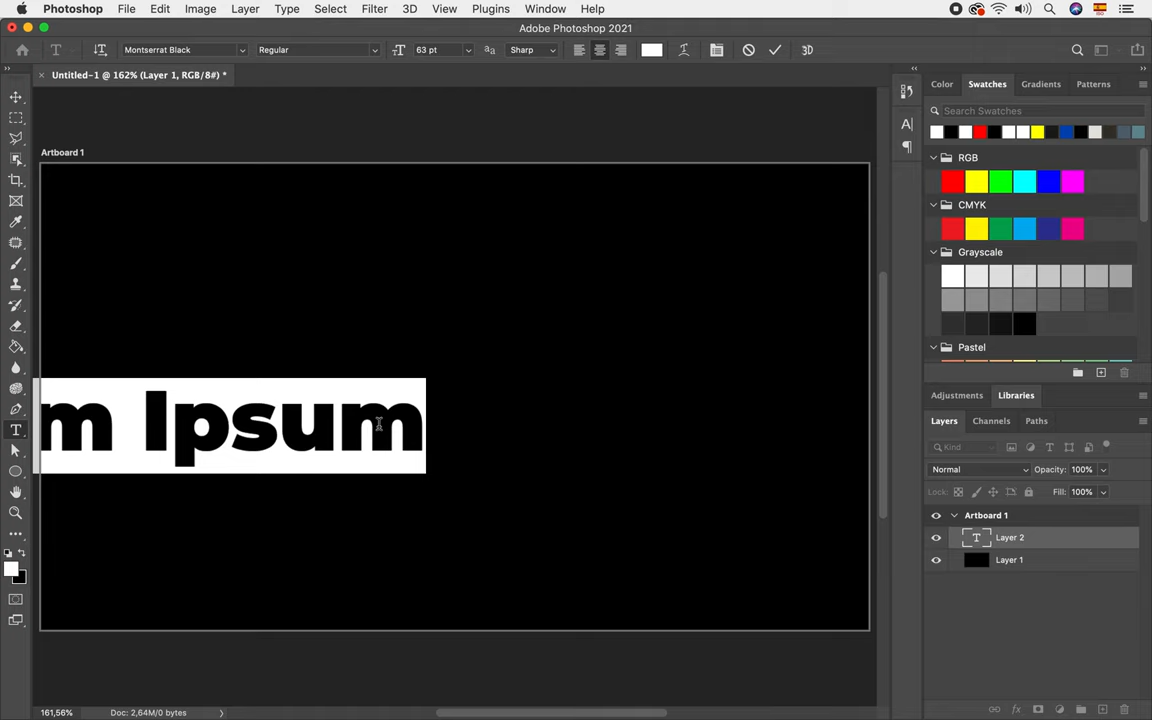 Photoshop File Edit Image Layer Type Select Filter 3D View Plugins Window Help
Adobe Photoshop 2021
T Montserrat Black Regular 63 pt Sharp 3D
Untitled-1 @ 162% (Layer 1, RGB/8#) *
Color Swatches Gradients Patterns
Search Swatches
Artboard 1
RGB
CMYK
Grayscale
Pastel
m Ipsum
Adjustments Libraries
Layers Channels Paths
Kind
Normal Opacity: 100%
Lock: Fill: 100%
Artboard 1
T Layer 2
Layer 1
161,56% Doc: 2,64M/0 bytes